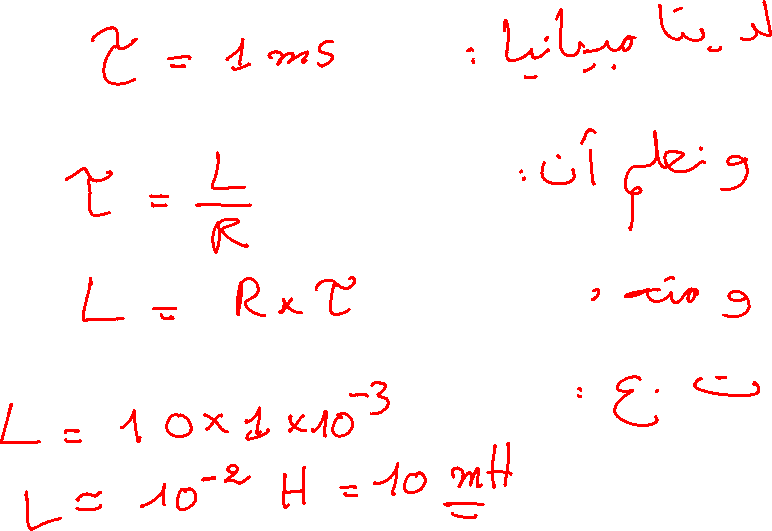 لدينا مبيانيا : τ = 1 ms
ونعلم أن : τ = L/R
ومنه : L = R x τ
ت.ع : L = 10 x 1 x 10⁻³
L = 10⁻² H = 10 mH